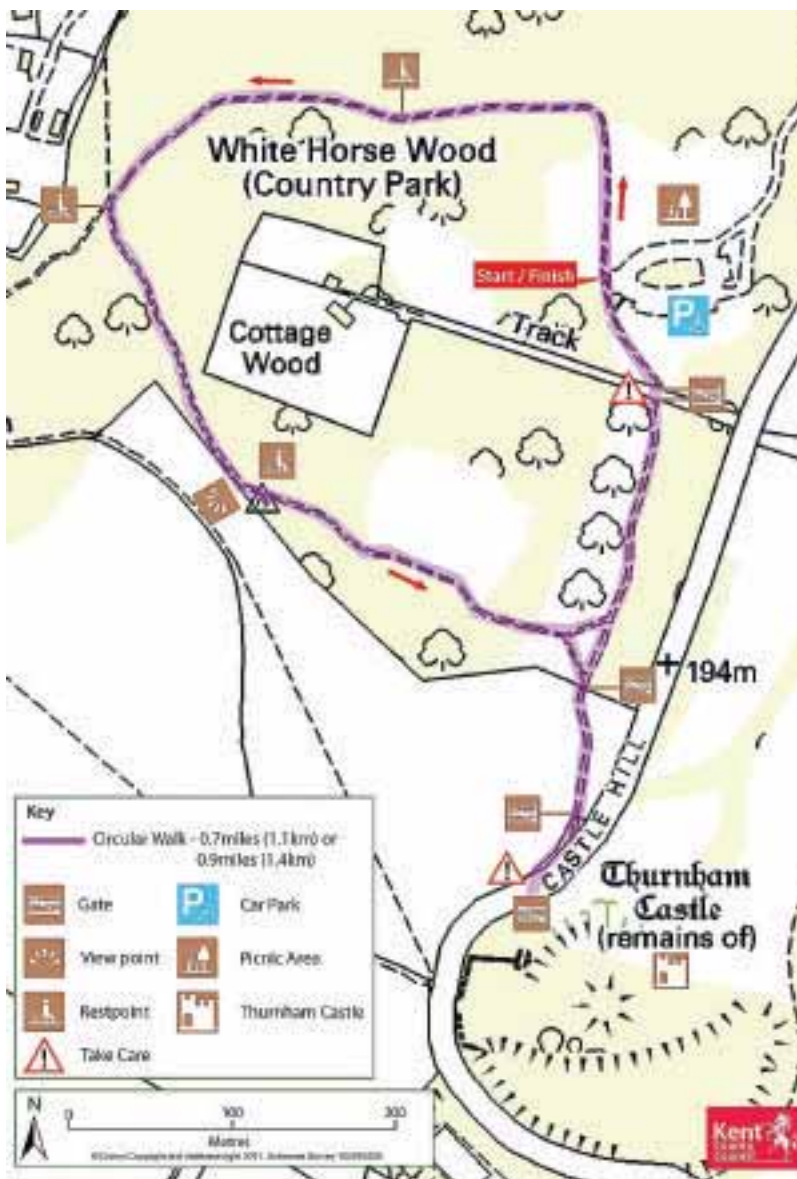 White Horse Wood
(Country Park)
Start / Finish
Track
Cottage
Wood
194m
CASTLE HILL
Thurnham
Castle
(remains of)
Key
Circular Walk - 0.7miles (1.1km) or
0.9miles (1.4km)
Gate
Car Park
View point
Picnic Area
Restpoint
Thurnham Castle
Take Care
N
0 100 200
Metres
Kent
County
Council